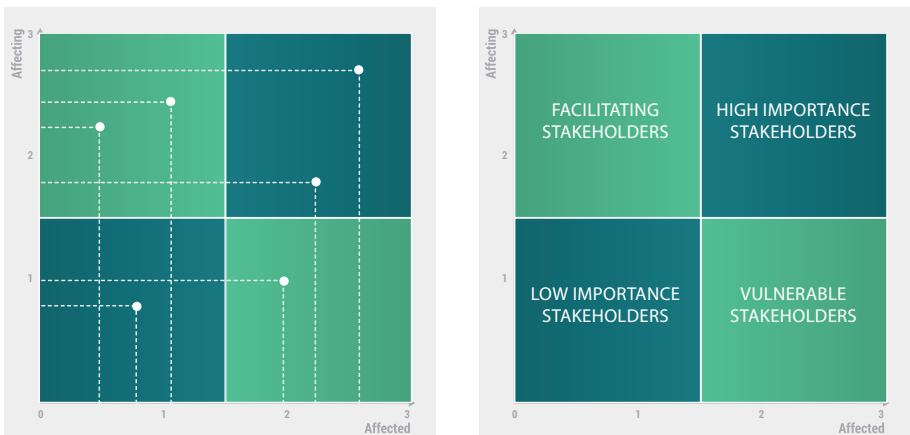 3
Affecting
2
1
0
1
2
3
Affected
3
Affecting
FACILITATING
STAKEHOLDERS
HIGH IMPORTANCE
STAKEHOLDERS
2
1
LOW IMPORTANCE
STAKEHOLDERS
VULNERABLE
STAKEHOLDERS
0
1
2
3
Affected